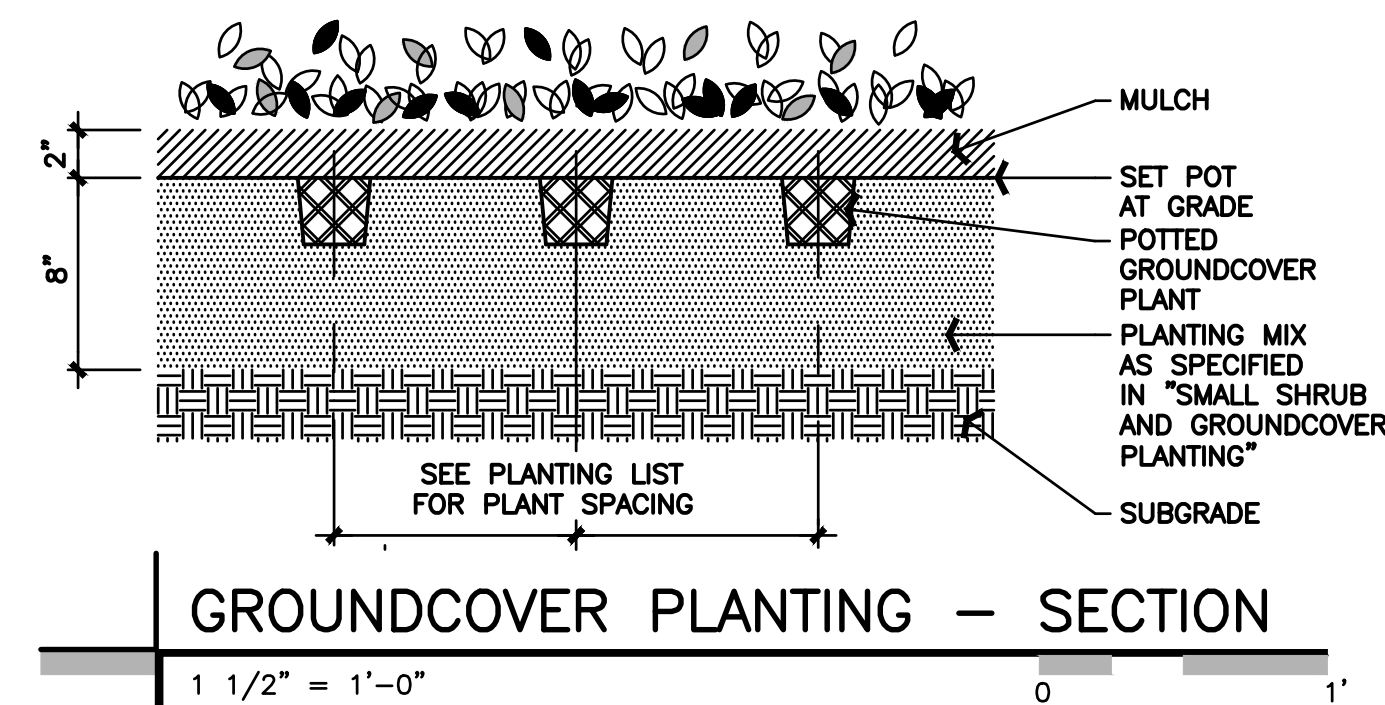 2"
8"
MULCH
SET POT
AT GRADE
POTTED
GROUNDCOVER
PLANT
PLANTING MIX
AS SPECIFIED
IN "SMALL SHRUB
AND GROUNDCOVER
PLANTING"
SUBGRADE
SEE PLANTING LIST
FOR PLANT SPACING
GROUNDCOVER PLANTING – SECTION
1 1/2" = 1'–0"
0 1'